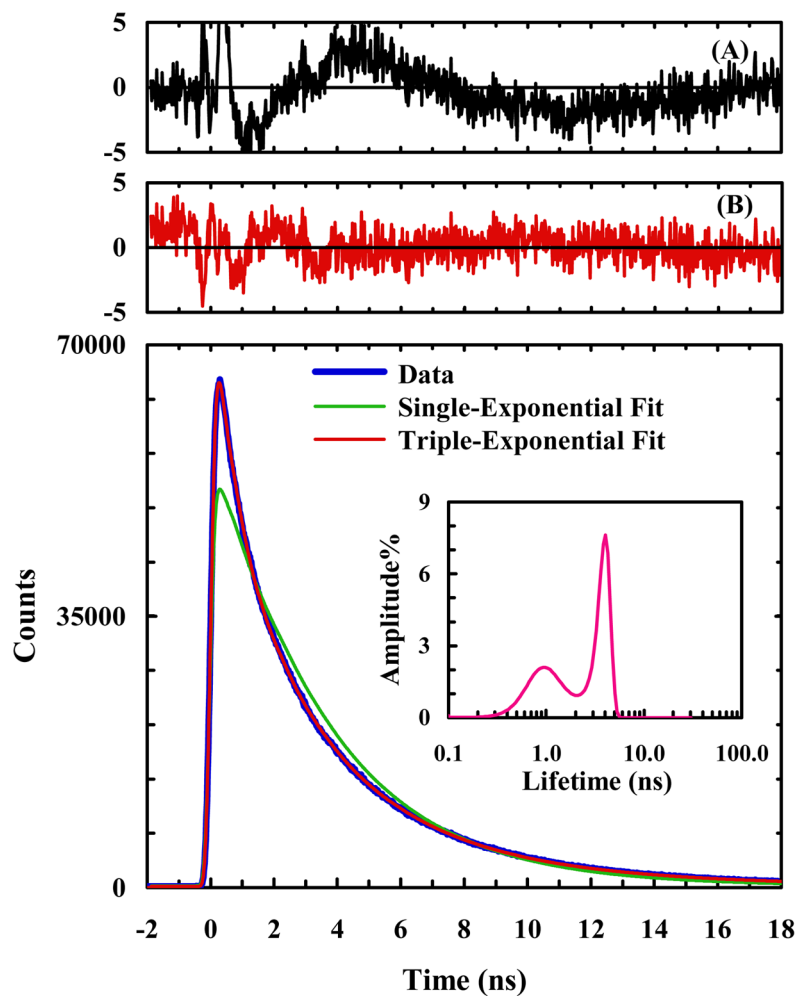 5
(A)
0
-5
5
(B)
0
-5
70000
Data
Single-Exponential Fit
Triple-Exponential Fit
9
Amplitude%
6
Counts
35000
3
0
0.1 1.0 10.0 100.0
Lifetime (ns)
0
-2 0 2 4 6 8 10 12 14 16 18
Time (ns)